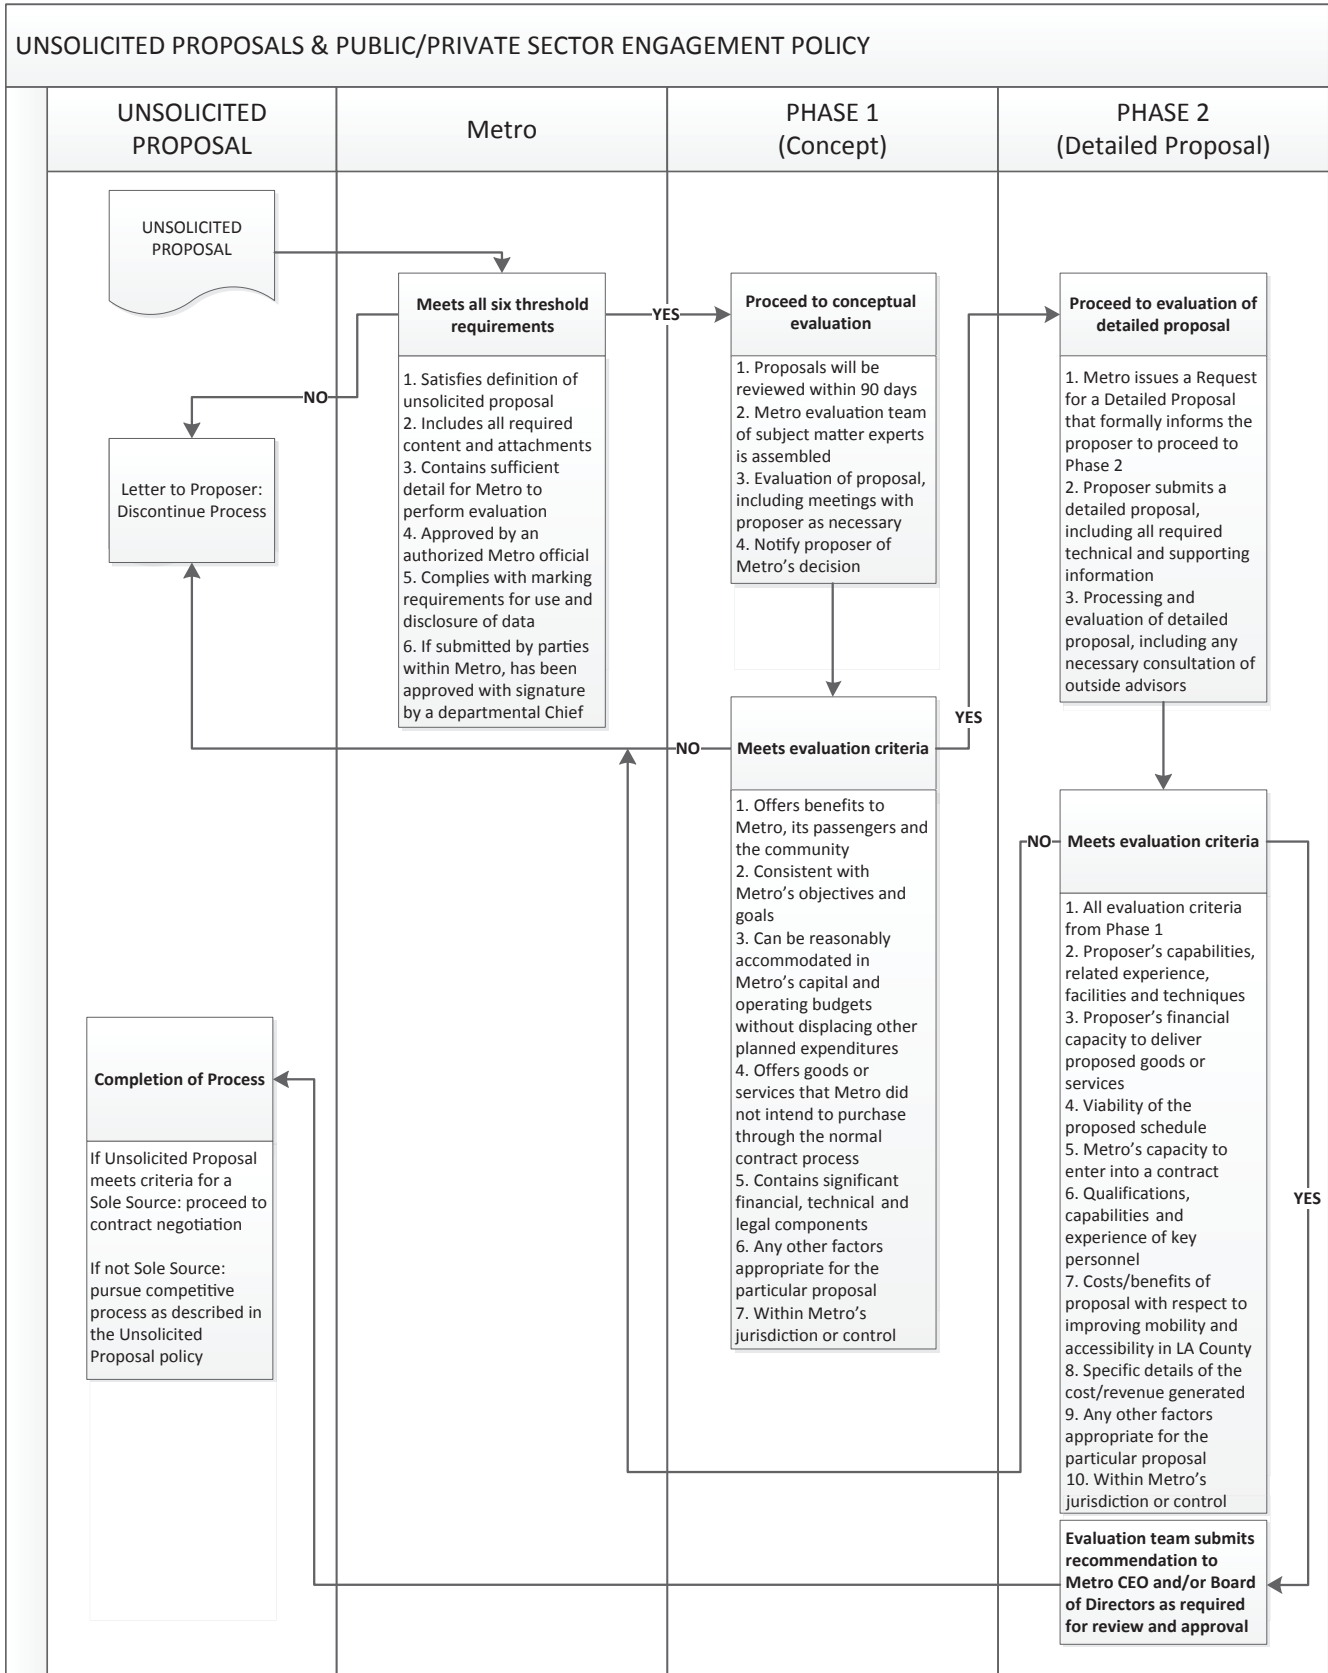 UNSOLICITED PROPOSALS & PUBLIC/PRIVATE SECTOR ENGAGEMENT POLICY
UNSOLICITED
PROPOSAL
Metro
PHASE 1
(Concept)
PHASE 2
(Detailed Proposal)
UNSOLICITED
PROPOSAL
NO
Letter to Proposer:
Discontinue Process
Completion of Process
If Unsolicited Proposal
meets criteria for a
Sole Source: proceed to
contract negotiation
If not Sole Source:
pursue competitive
process as described in
the Unsolicited
Proposal policy
Meets all six threshold
requirements
1. Satisfies definition of
unsolicited proposal
2. Includes all required
content and attachments
3. Contains sufficient
detail for Metro to
perform evaluation
4. Approved by an
authorized Metro official
5. Complies with marking
requirements for use and
disclosure of data
6. If submitted by parties
within Metro, has been
approved with signature
by a departmental Chief
YES
Proceed to conceptual
evaluation
1. Proposals will be
reviewed within 90 days
2. Metro evaluation team
of subject matter experts
is assembled
3. Evaluation of proposal,
including meetings with
proposer as necessary
4. Notify proposer of
Metro’s decision
NO
Meets evaluation criteria
1. Offers benefits to
Metro, its passengers and
the community
2. Consistent with
Metro’s objectives and
goals
3. Can be reasonably
accommodated in
Metro’s capital and
operating budgets
without displacing other
planned expenditures
4. Offers goods or
services that Metro did
not intend to purchase
through the normal
contract process
5. Contains significant
financial, technical and
legal components
6. Any other factors
appropriate for the
particular proposal
7. Within Metro’s
jurisdiction or control
YES
Proceed to evaluation of
detailed proposal
1. Metro issues a Request
for a Detailed Proposal
that formally informs the
proposer to proceed to
Phase 2
2. Proposer submits a
detailed proposal,
including all required
technical and supporting
information
3. Processing and
evaluation of detailed
proposal, including any
necessary consultation of
outside advisors
NO
Meets evaluation criteria
1. All evaluation criteria
from Phase 1
2. Proposer’s capabilities,
related experience,
facilities and techniques
3. Proposer’s financial
capacity to deliver
proposed goods or
services
4. Viability of the
proposed schedule
5. Metro’s capacity to
enter into a contract
6. Qualifications,
capabilities and
experience of key
personnel
7. Costs/benefits of
proposal with respect to
improving mobility and
accessibility in LA County
8. Specific details of the
cost/revenue generated
9. Any other factors
appropriate for the
particular proposal
10. Within Metro’s
jurisdiction or control
YES
Evaluation team submits
recommendation to
Metro CEO and/or Board
of Directors as required
for review and approval